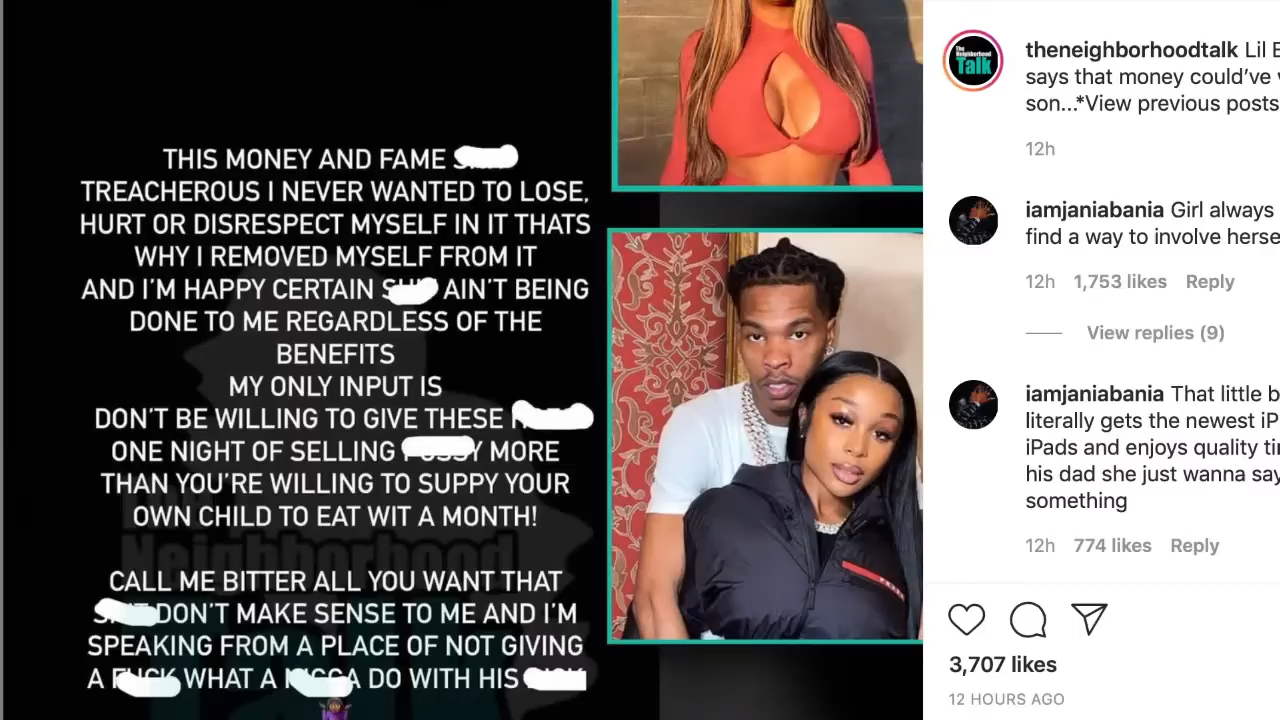 THIS MONEY AND FAME
TREACHEROUS I NEVER WANTED TO LOSE,
HURT OR DISRESPECT MYSELF IN IT THATS
WHY I REMOVED MYSELF FROM IT
AND I'M HAPPY CERTAIN AIN'T BEING
DONE TO ME REGARDLESS OF THE
BENEFITS
MY ONLY INPUT IS
DON'T BE WILLING TO GIVE THESE
ONE NIGHT OF SELLING MORE
THAN YOU'RE WILLING TO SUPPY YOUR
OWN CHILD TO EAT WIT A MONTH!
Neighborhood
Talk
CALL ME BITTER ALL YOU WANT THAT
DON'T MAKE SENSE TO ME AND I'M
SPEAKING FROM A PLACE OF NOT GIVING
A WHAT A DO WITH HIS
PRADA
The
Neighborhood
Talk
theneighborhoodtalk Lil
says that money could've
son...*View previous posts
12h
iamjaniabania Girl always
find a way to involve
12h 1,753 likes Reply
View replies (9)
iamjaniabania That little
literally gets the newest
iPads and enjoys quality
his dad she just wanna say
something
12h 774 likes Reply
3,707 likes
12 HOURS AGO